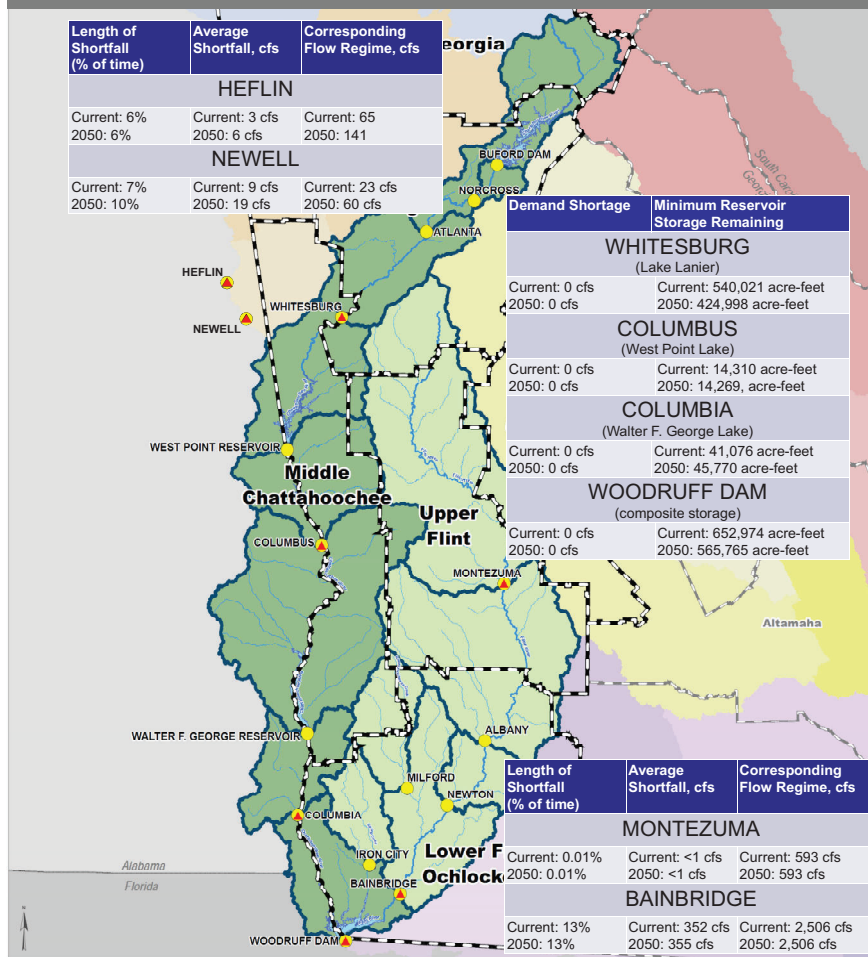 Length of Shortfall (% of time) Average Shortfall, cfs Corresponding Flow Regime, cfs
HEFLIN
Current: 6% Current: 3 cfs Current: 65
2050: 6% 2050: 6 cfs 2050: 141
NEWELL
Current: 7% Current: 9 cfs Current: 23 cfs
2050: 10% 2050: 19 cfs 2050: 60 cfs
eorgia
BUFORD DAM
NORCROSS
ATLANTA
South Caro
Georg
Demand Shortage Minimum Reservoir Storage Remaining
WHITESBURG
(Lake Lanier)
Current: 0 cfs Current: 540,021 acre-feet
2050: 0 cfs 2050: 424,998 acre-feet
COLUMBUS
(West Point Lake)
Current: 0 cfs Current: 14,310 acre-feet
2050: 0 cfs 2050: 14,269, acre-feet
COLUMBIA
(Walter F. George Lake)
Current: 0 cfs Current: 41,076 acre-feet
2050: 0 cfs 2050: 45,770 acre-feet
WOODRUFF DAM
(composite storage)
Current: 0 cfs Current: 652,974 acre-feet
2050: 0 cfs 2050: 565,765 acre-feet
HEFLIN
NEWELL
WHITESBURG
WEST POINT RESERVOIR
Middle
Chattahoochee
Upper
Flint
COLUMBUS
MONTEZUMA
Altamaha
WALTER F. GEORGE RESERVOIR
ALBANY
MILFORD
NEWTON
COLUMBIA
IRON CITY
Lower F
Ochlock
BAINBRIDGE
WOODRUFF DAM
Alabama
Florida
N
Length of Shortfall (% of time) Average Shortfall, cfs Corresponding Flow Regime, cfs
MONTEZUMA
Current: 0.01% Current: <1 cfs Current: 593 cfs
2050: 0.01% 2050: <1 cfs 2050: 593 cfs
BAINBRIDGE
Current: 13% Current: 352 cfs Current: 2,506 cfs
2050: 13% 2050: 355 cfs 2050: 2,506 cfs